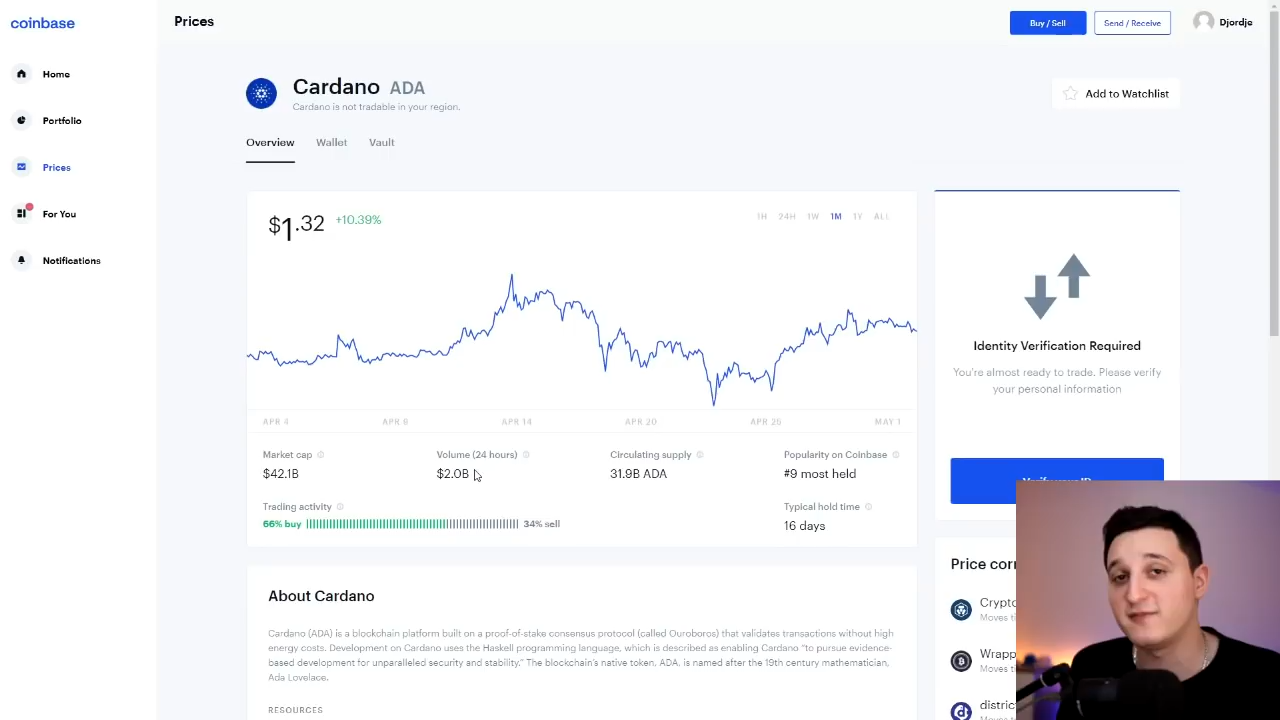 coinbase
Prices
Buy / Sell
Send / Receive
Djordje
Home
Portfolio
Prices
For You
Notifications
Cardano ADA
Cardano is not tradable in your region.
Add to Watchlist
Overview
Wallet
Vault
$1.32 +10.39%
1H 24H 1W 1M 1Y ALL
APR 4
APR 14
APR 20
MAY 1
Market cap
$42.1B
Volume (24 hours)
$2.0B
Circulating supply
31.9B ADA
Popularity on Coinbase
#9 most held
Trading activity
66% buy
34% sell
Typical hold time
16 days
Identity Verification Required
You're almost ready to trade. Please verify
your personal information
About Cardano
Cardano (ADA) is a blockchain platform built on a proof-of-stake consensus protocol (called Ouroboros) that validates transactions without high
energy costs. Development on Cardano uses the Haskell programming language, which is described as enabling Cardano "to pursue evidence-
based development for unparalleled security and stability." The blockchain's native token, ADA, is named after the 19th century mathematician,
Ada Lovelace.
RESOURCES
Price corr
Crypto
Moves ti
Wrapp
Moves t
district